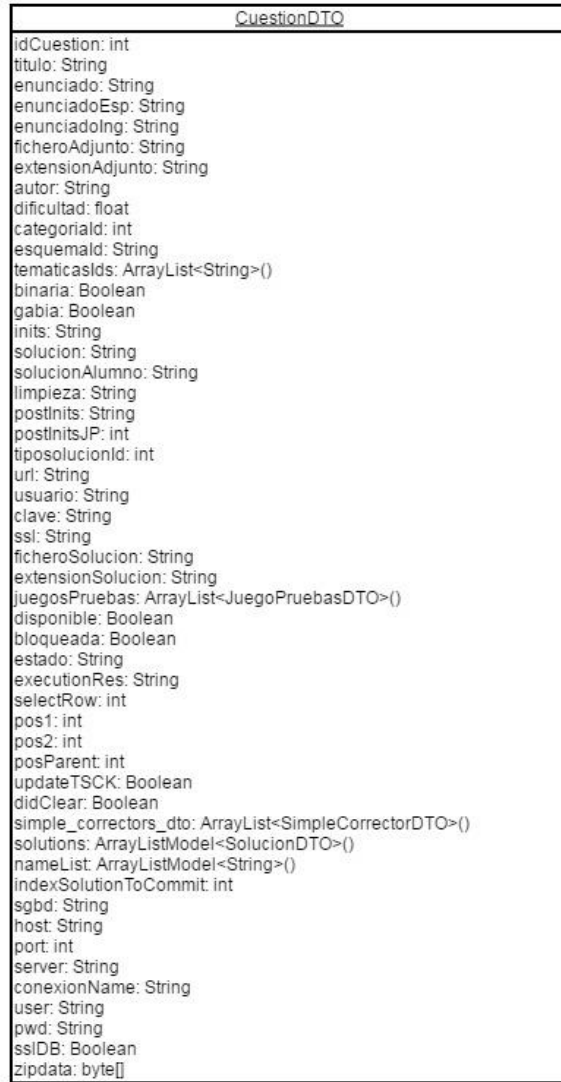 CuestionDTO
idCuestion: int
titulo: String
enunciado: String
enunciadoEsp: String
enunciadoIng: String
ficheroAdjunto: String
extensionAdjunto: String
autor: String
dificultad: float
categoriaId: int
esquemaId: String
tematicasIds: ArrayList<String>()
binaria: Boolean
gabia: Boolean
inits: String
solucion: String
solucionAlumno: String
limpieza: String
postInits: String
postInitsJP: int
tiposolucionId: int
url: String
usuario: String
clave: String
ssl: String
ficheroSolucion: String
extensionSolucion: String
juegosPruebas: ArrayList<JuegoPruebasDTO>()
disponible: Boolean
bloqueada: Boolean
estado: String
executionRes: String
selectRow: int
pos1: int
pos2: int
posParent: int
updateTSCK: Boolean
didClear: Boolean
simple_correctors_dto: ArrayList<SimpleCorrectorDTO>()
solutions: ArrayListModel<SolucionDTO>()
nameList: ArrayListModel<String>()
indexSolutionToCommit: int
sgbd: String
host: String
port: int
server: String
conexionName: String
user: String
pwd: String
sslDB: Boolean
zipdata: byte[]